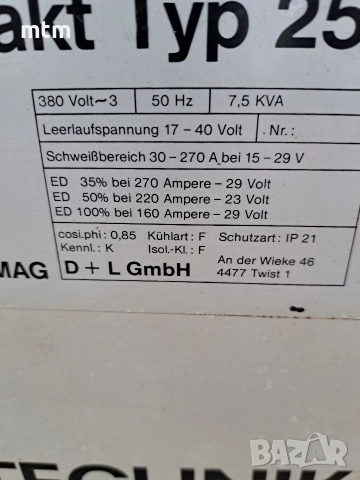 mtm
akt Typ 25
380 Volt~3 50 Hz 7,5 KVA
Leerlaufspannung 17 – 40 Volt Nr.:
Schweißbereich 30 – 270 A bei 15 – 29 V
ED 35% bei 270 Ampere – 29 Volt
ED 50% bei 220 Ampere – 23 Volt
ED 100% bei 160 Ampere – 29 Volt
cosi.phi: 0,85 Kühlart: F Schutzart: IP 21
Kennl.: K Isol.-Kl.: F
MAG D + L GmbH An der Wieke 46
4477 Twist 1
TECHNIK
bazar.bg